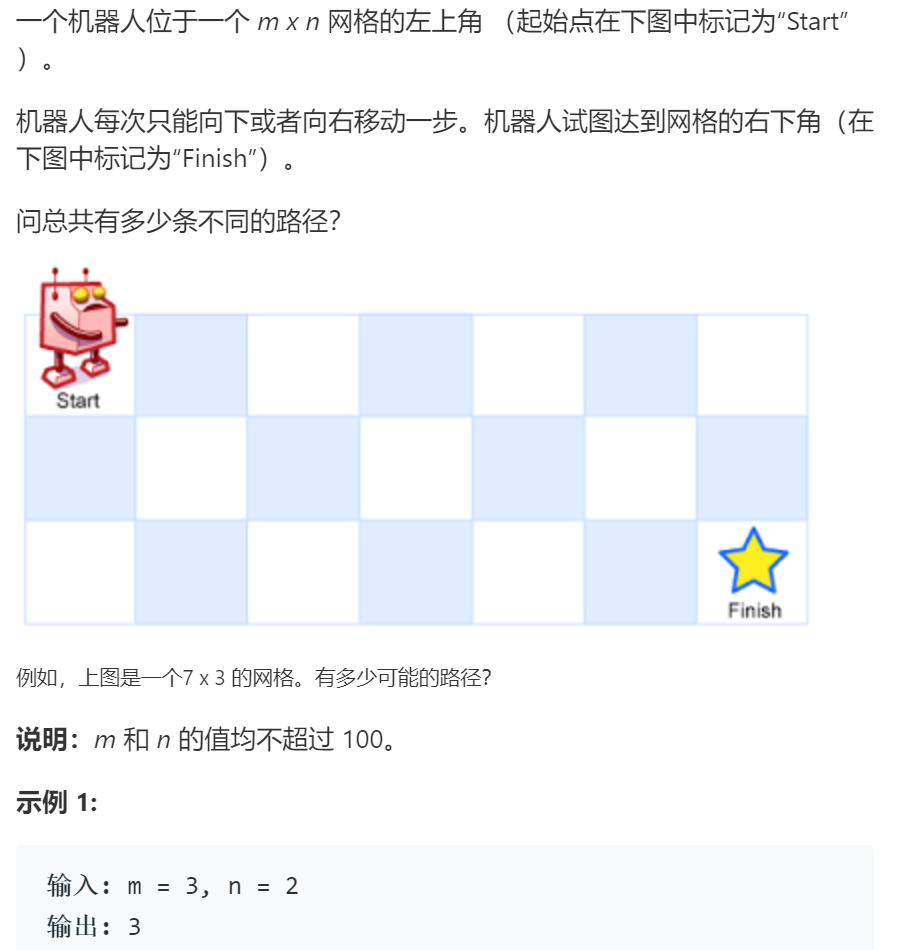 一个机器人位于一个 m x n 网格的左上角 （起始点在下图中标记为“Start”
）。
机器人每次只能向下或者向右移动一步。机器人试图达到网格的右下角（在
下图中标记为“Finish”）。
问总共有多少条不同的路径？
Start
Finish
例如，上图是一个7 x 3 的网格。有多少可能的路径？
说明：m 和 n 的值均不超过 100。
示例 1:
输入: m = 3, n = 2
输出: 3